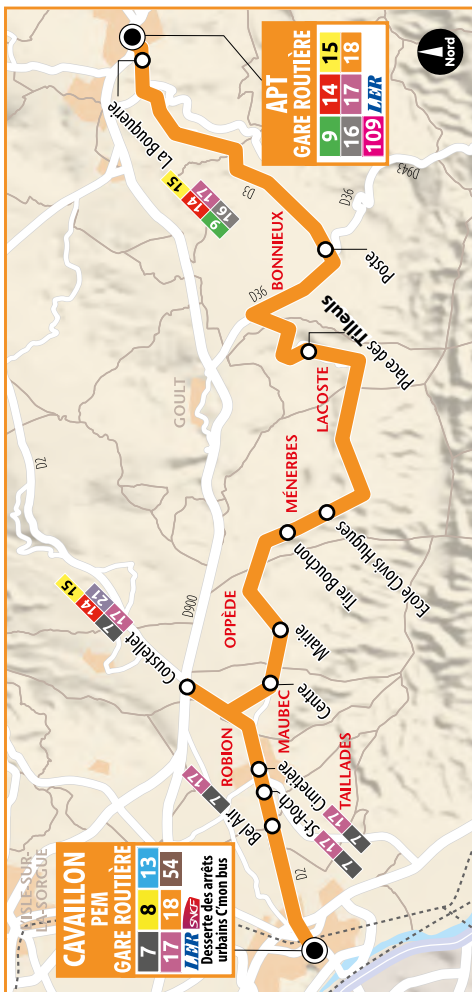 Nord
APT
GARE ROUTIÈRE
9 14 15
16 17 18
109 LER
La Bouquerie
15
14 17
9 16
D3
D36
D943
BONNIEUX
Poste
D36
Place des Tilleuls
LACOSTE
GOULT
D2
D900
MÉNERBES
Ecole Clovis Hugues
Tire Bouchon
OPPÈDE
Mairie
Coustellet
15
14 21
7 17
Centre
MAUBEC
ROBION
Cimetière
7 17
TAILLADES
St-Roch
7 17
Bel Air
7 17
D2
L'ISLE-SUR-
LA-SORGUE
CAVAILLON
PEM
GARE ROUTIÈRE
7 8 13
17 18 54
LER SNCF
Desserte des arrêts
urbains C'mon bus